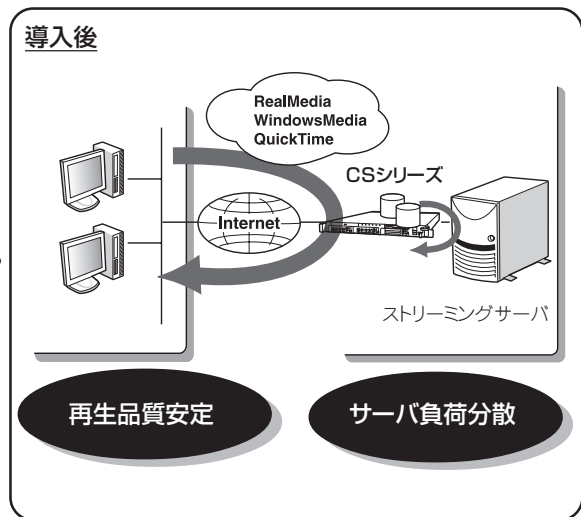 導入後
RealMedia
WindowsMedia
QuickTime
CSシリーズ
Internet
ストリーミングサーバ
再生品質安定
サーバ負荷分散